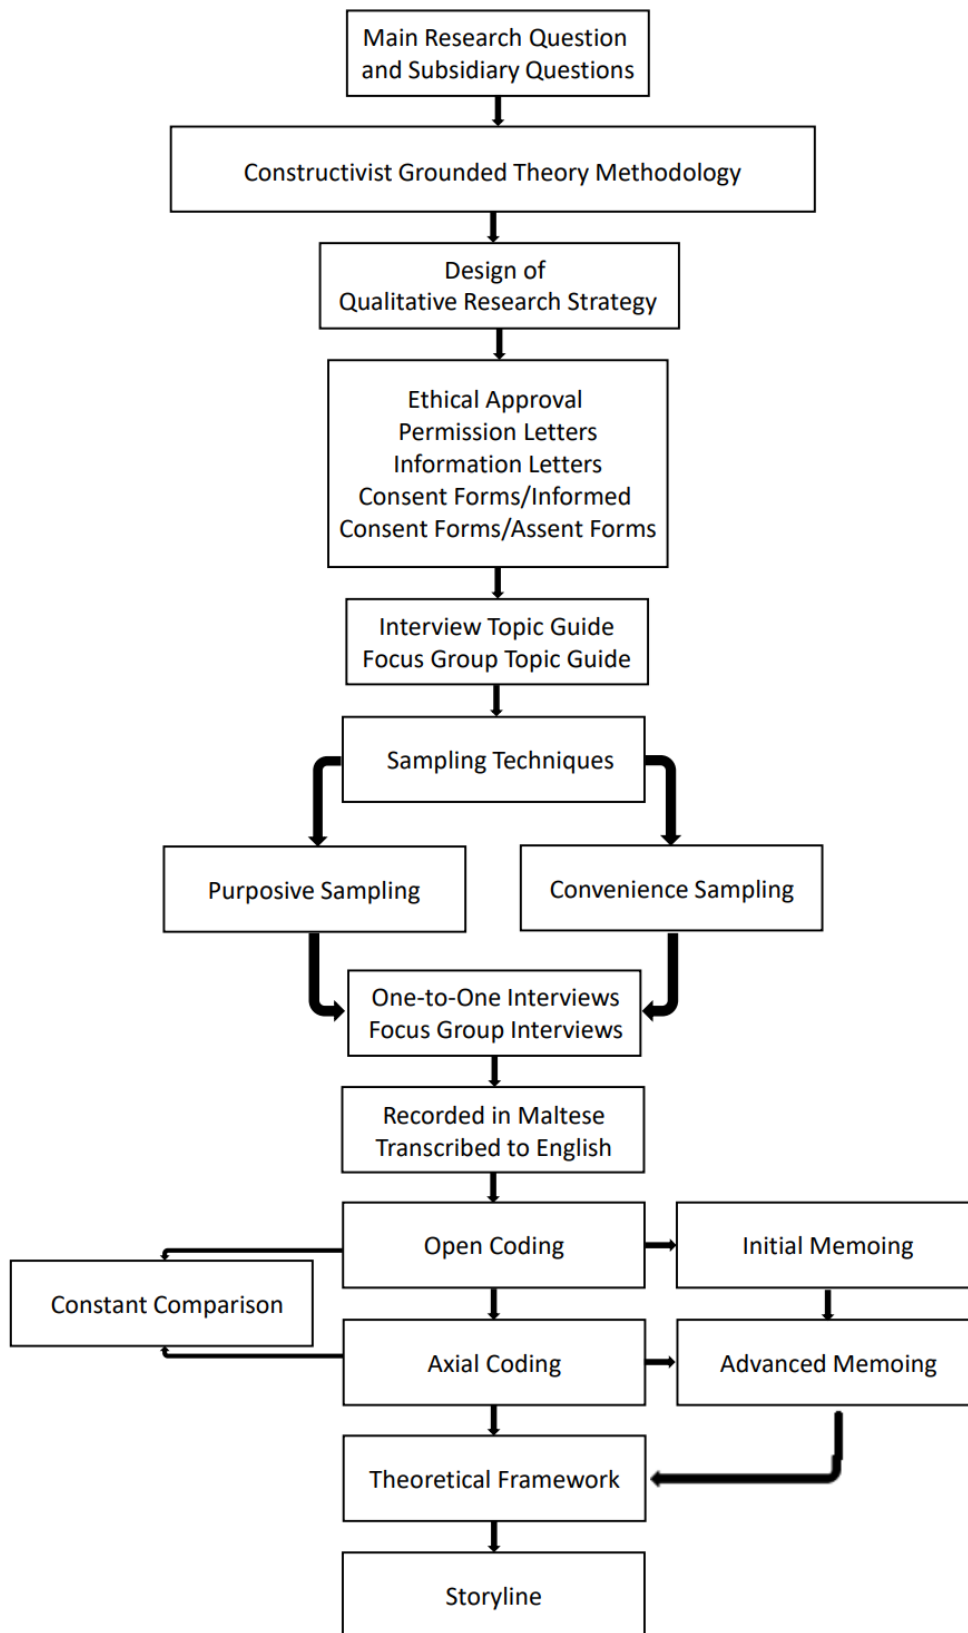 Main Research Question
and Subsidiary Questions
Constructivist Grounded Theory Methodology
Design of
Qualitative Research Strategy
Ethical Approval
Permission Letters
Information Letters
Consent Forms/Informed
Consent Forms/Assent Forms
Interview Topic Guide
Focus Group Topic Guide
Sampling Techniques
Purposive Sampling
Convenience Sampling
One-to-One Interviews
Focus Group Interviews
Recorded in Maltese
Transcribed to English
Open Coding
Initial Memoing
Constant Comparison
Axial Coding
Advanced Memoing
Theoretical Framework
Storyline